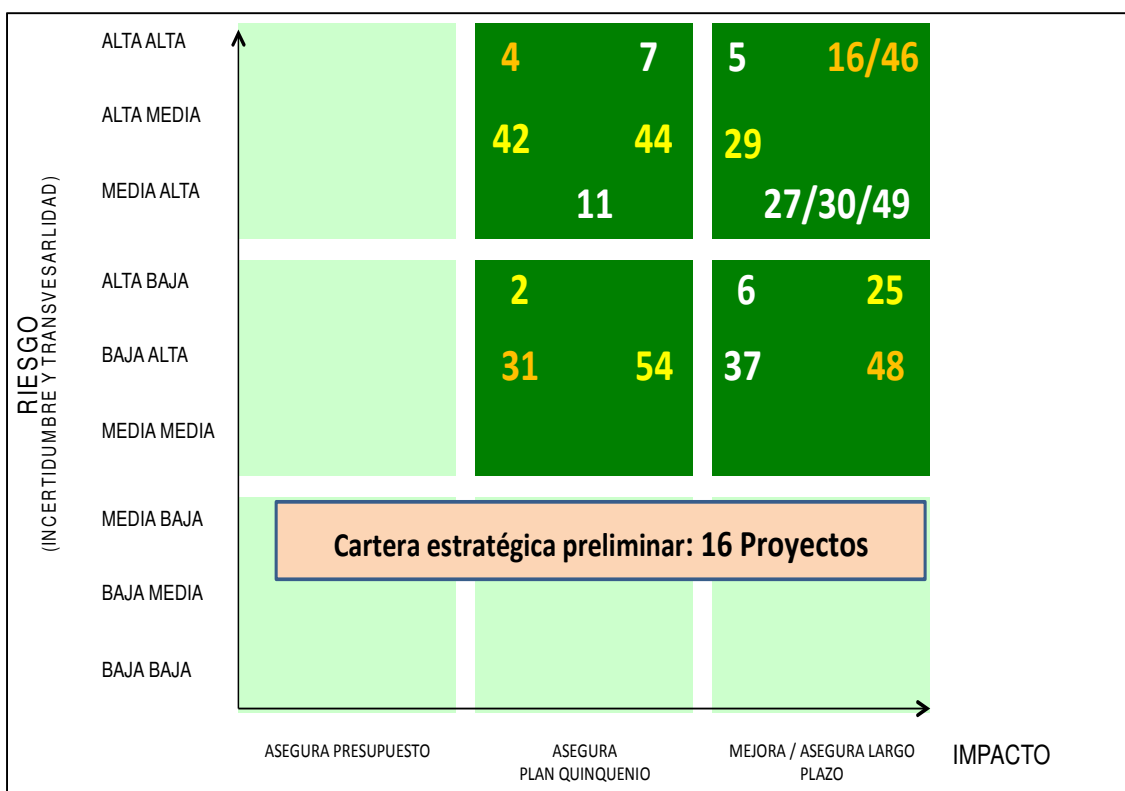 ALTA ALTA
4 7 5 16/46
ALTA MEDIA
42 44 29
MEDIA ALTA
11 27/30/49
ALTA BAJA
2 6 25
BAJA ALTA
31 54 37 48
MEDIA MEDIA
MEDIA BAJA
Cartera estratégica preliminar: 16 Proyectos
BAJA MEDIA
BAJA BAJA
RIESGO
(INCERTIDUMBRE Y TRANSVESARLIDAD)
ASEGURA PRESUPUESTO
ASEGURA
PLAN QUINQUENIO
MEJORA / ASEGURA LARGO
PLAZO
IMPACTO